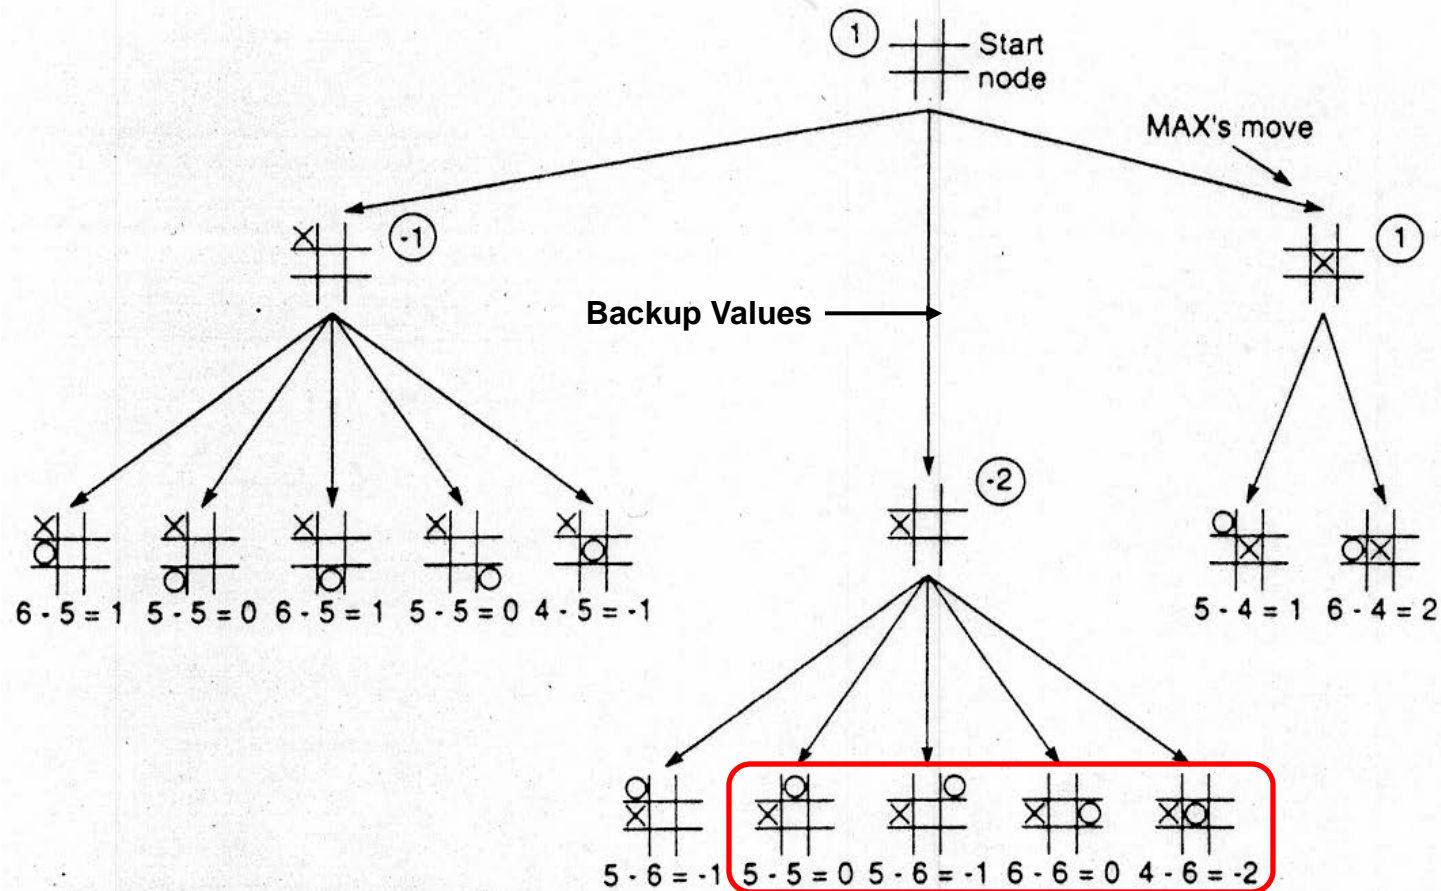 1
Start
node
MAX's move
X
-1
X
1
Backup Values
-2
X
X
O
X
O
X
O
X
O
X
O
O
X
O X
6 - 5 = 1 5 - 5 = 0 6 - 5 = 1 5 - 5 = 0 4 - 5 = -1
5 - 4 = 1 6 - 4 = 2
O
X
O
X
O
X
X O
X O
5 - 6 = -1 5 - 5 = 0 5 - 6 = -1 6 - 6 = 0 4 - 6 = -2